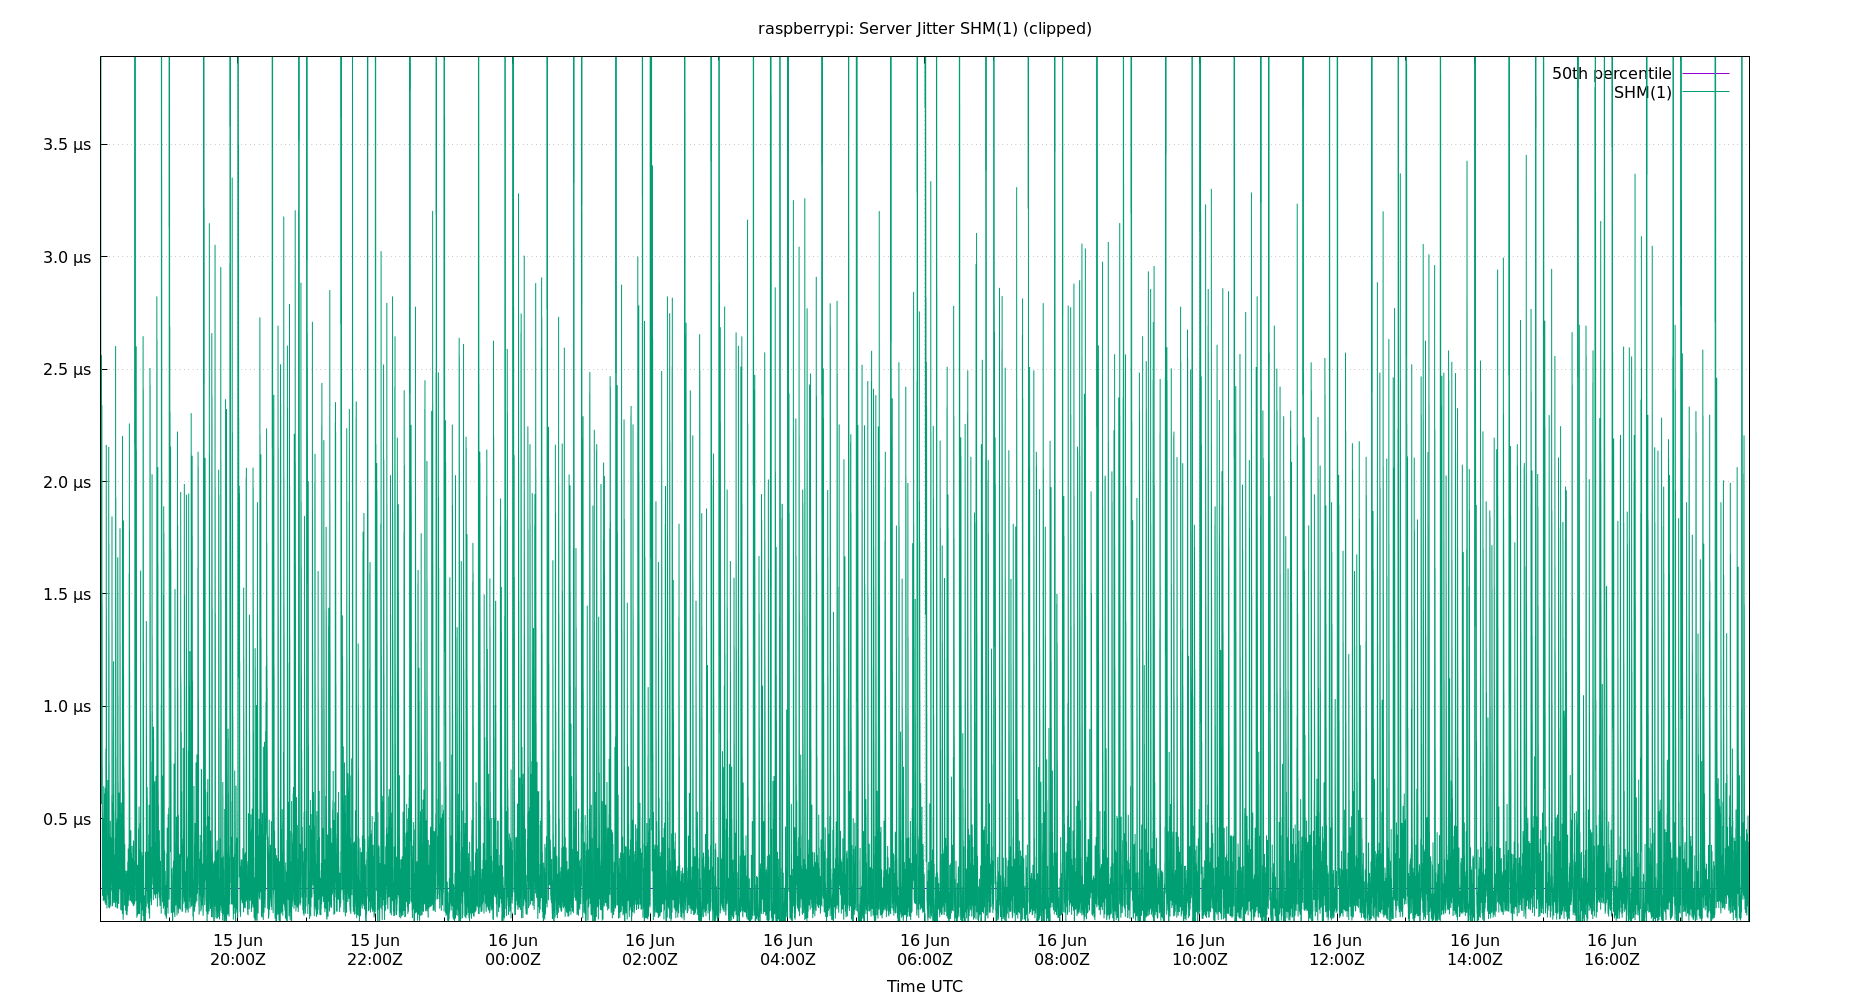 raspberrypi: Server Jitter SHM(1) (clipped)
50th percentile
SHM(1)
3.5 µs
3.0 µs
2.5 µs
2.0 µs
1.5 µs
1.0 µs
0.5 µs
15 Jun 15 Jun 16 Jun 16 Jun 16 Jun 16 Jun 16 Jun 16 Jun 16 Jun 16 Jun 16 Jun
20:00Z 22:00Z 00:00Z 02:00Z 04:00Z 06:00Z 08:00Z 10:00Z 12:00Z 14:00Z 16:00Z
Time UTC